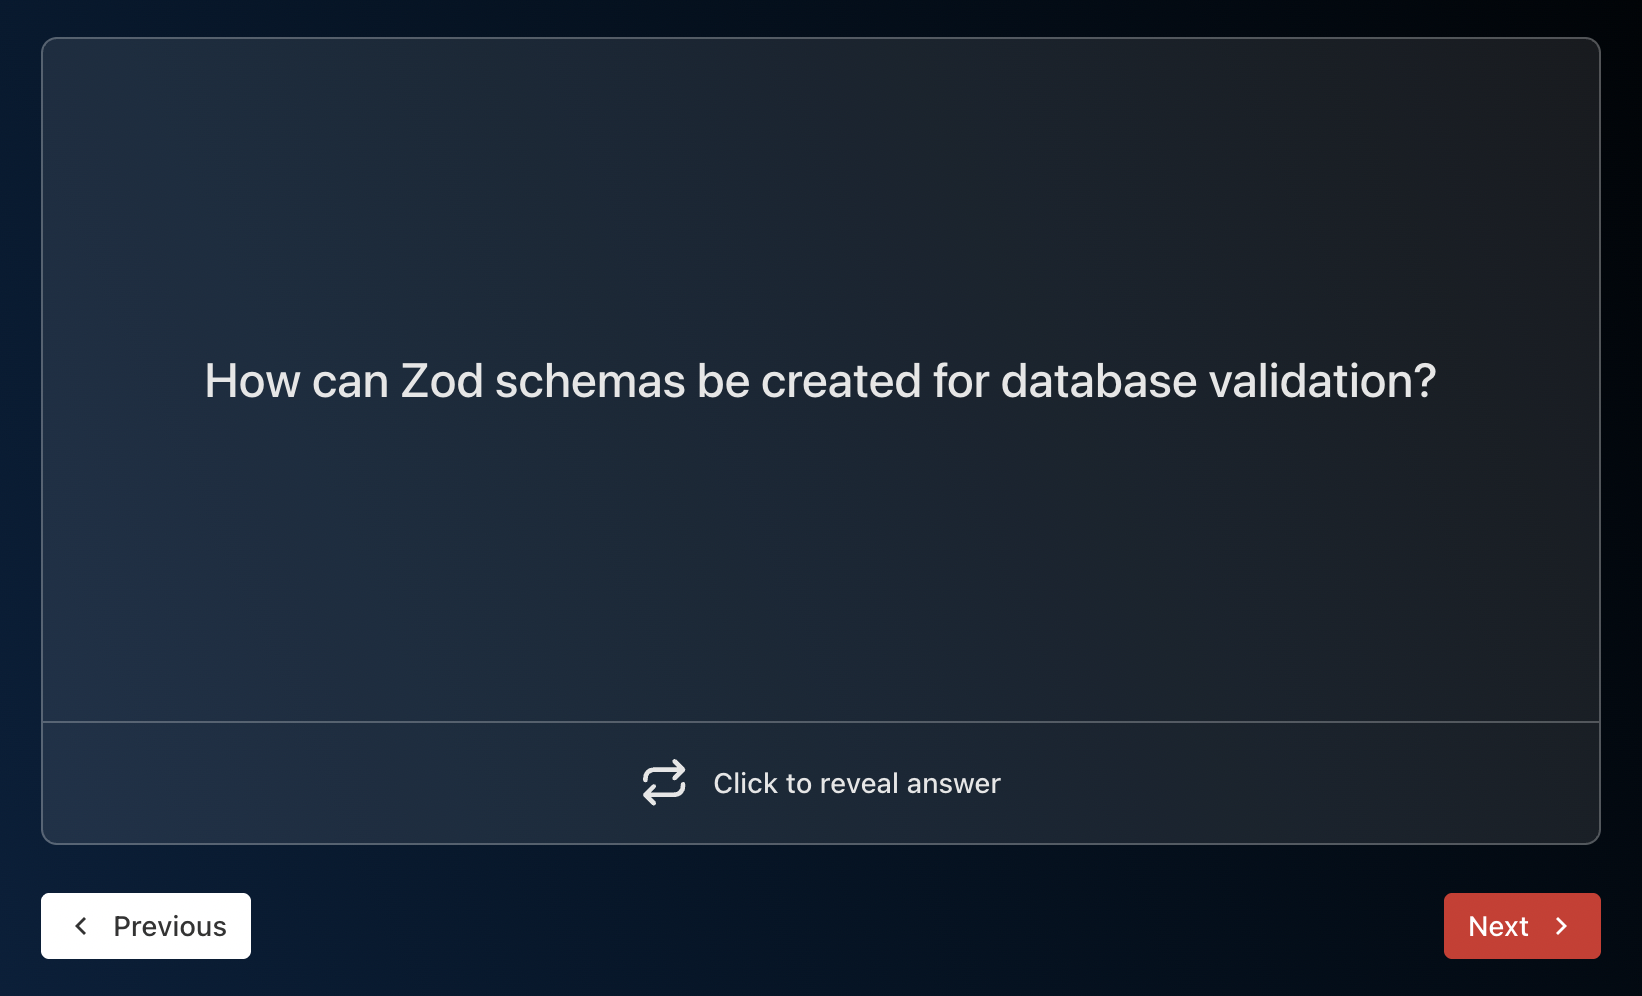 How can Zod schemas be created for database validation?
Click to reveal answer
Previous
Next